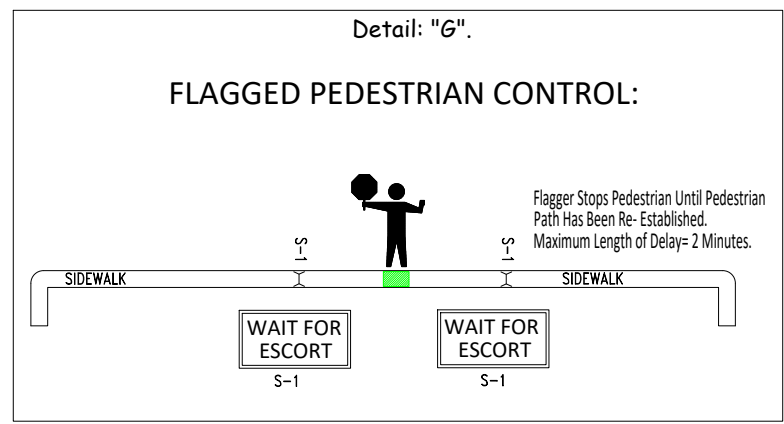 Detail: "G".
FLAGGED PEDESTRIAN CONTROL:
Flagger Stops Pedestrian Until Pedestrian
Path Has Been Re- Established.
Maximum Length of Delay= 2 Minutes.
S-1
S-1
SIDEWALK
SIDEWALK
WAIT FOR
ESCORT
S-1
WAIT FOR
ESCORT
S-1